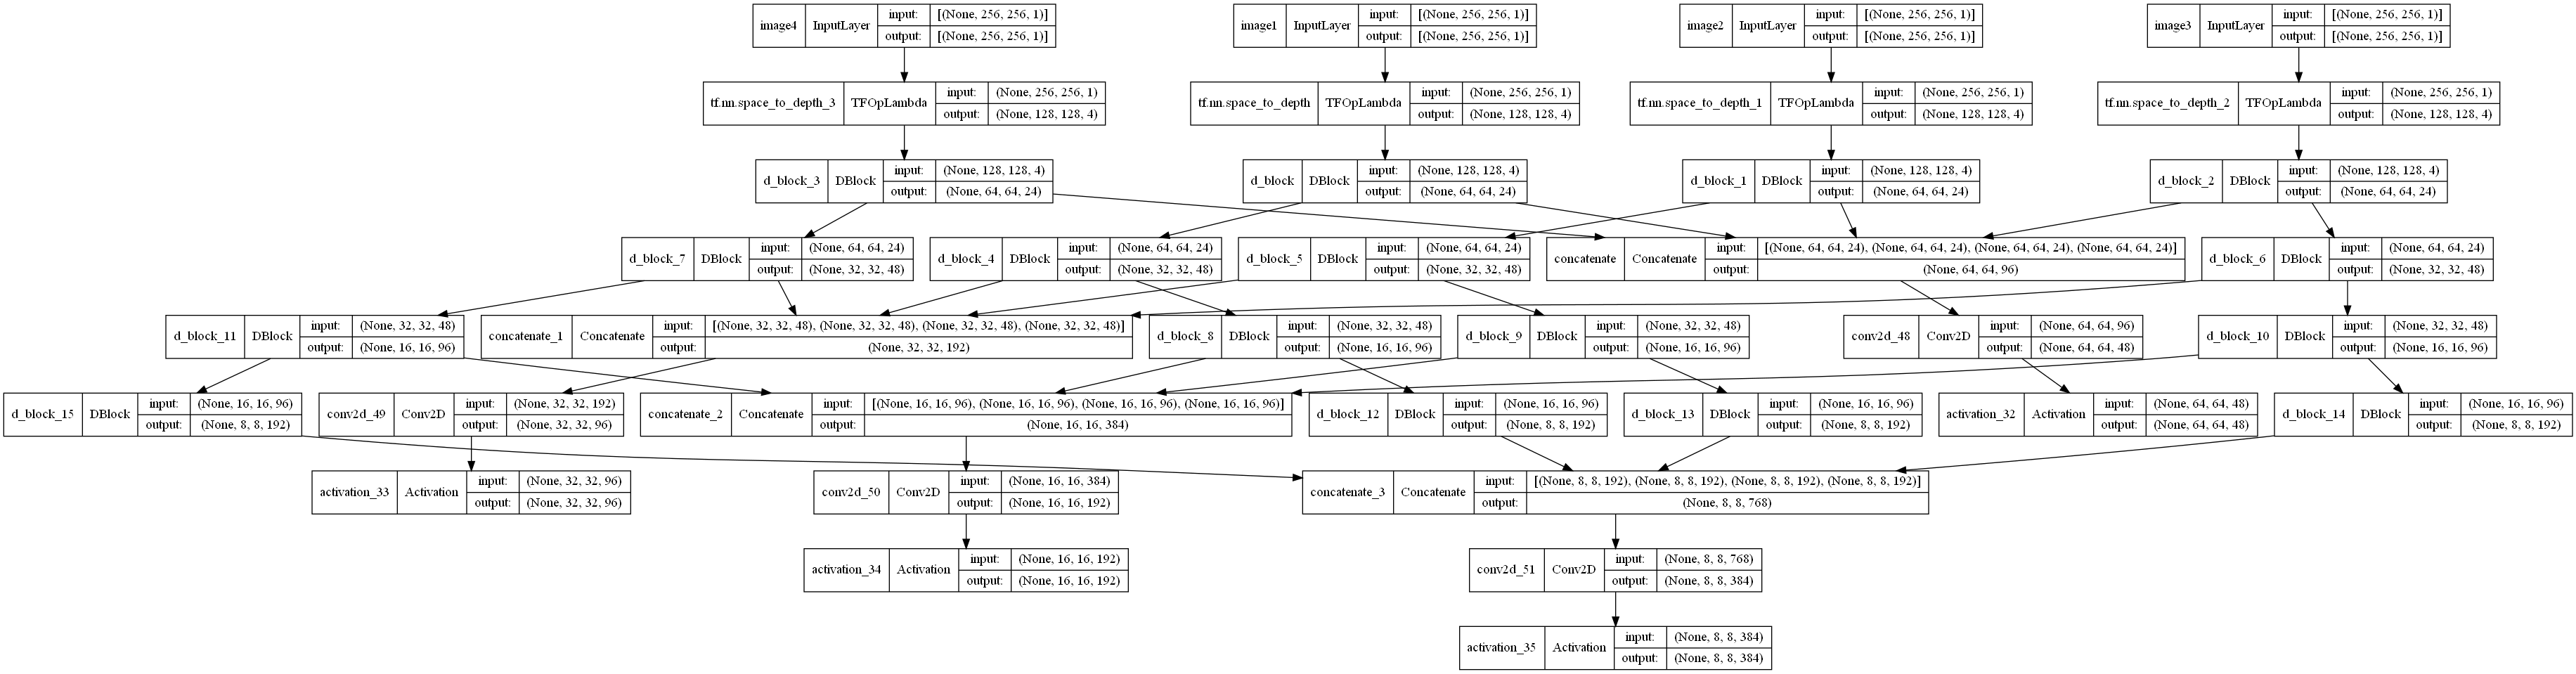 image4 InputLayer input: [(None, 256, 256, 1)] output: [(None, 256, 256, 1)]
image1 InputLayer input: [(None, 256, 256, 1)] output: [(None, 256, 256, 1)]
image2 InputLayer input: [(None, 256, 256, 1)] output: [(None, 256, 256, 1)]
image3 InputLayer input: [(None, 256, 256, 1)] output: [(None, 256, 256, 1)]
tf.nn.space_to_depth_3 TFOpLambda input: (None, 256, 256, 1) output: (None, 128, 128, 4)
tf.nn.space_to_depth TFOpLambda input: (None, 256, 256, 1) output: (None, 128, 128, 4)
tf.nn.space_to_depth_1 TFOpLambda input: (None, 256, 256, 1) output: (None, 128, 128, 4)
tf.nn.space_to_depth_2 TFOpLambda input: (None, 256, 256, 1) output: (None, 128, 128, 4)
d_block_3 DBlock input: (None, 128, 128, 4) output: (None, 64, 64, 24)
d_block DBlock input: (None, 128, 128, 4) output: (None, 64, 64, 24)
d_block_1 DBlock input: (None, 128, 128, 4) output: (None, 64, 64, 24)
d_block_2 DBlock input: (None, 128, 128, 4) output: (None, 64, 64, 24)
d_block_7 DBlock input: (None, 64, 64, 24) output: (None, 32, 32, 48)
d_block_4 DBlock input: (None, 64, 64, 24) output: (None, 32, 32, 48)
d_block_5 DBlock input: (None, 64, 64, 24) output: (None, 32, 32, 48)
concatenate Concatenate input: [(None, 64, 64, 24), (None, 64, 64, 24), (None, 64, 64, 24), (None, 64, 64, 24)] output: (None, 64, 64, 96)
d_block_6 DBlock input: (None, 64, 64, 24) output: (None, 32, 32, 48)
d_block_11 DBlock input: (None, 32, 32, 48) output: (None, 16, 16, 96)
concatenate_1 Concatenate input: [(None, 32, 32, 48), (None, 32, 32, 48), (None, 32, 32, 48), (None, 32, 32, 48)] output: (None, 32, 32, 192)
d_block_8 DBlock input: (None, 32, 32, 48) output: (None, 16, 16, 96)
d_block_9 DBlock input: (None, 32, 32, 48) output: (None, 16, 16, 96)
conv2d_48 Conv2D input: (None, 64, 64, 96) output: (None, 64, 64, 48)
d_block_10 DBlock input: (None, 32, 32, 48) output: (None, 16, 16, 96)
d_block_15 DBlock input: (None, 16, 16, 96) output: (None, 8, 8, 192)
conv2d_49 Conv2D input: (None, 32, 32, 192) output: (None, 32, 32, 96)
concatenate_2 Concatenate input: [(None, 16, 16, 96), (None, 16, 16, 96), (None, 16, 16, 96), (None, 16, 16, 96)] output: (None, 16, 16, 384)
d_block_12 DBlock input: (None, 16, 16, 96) output: (None, 8, 8, 192)
d_block_13 DBlock input: (None, 16, 16, 96) output: (None, 8, 8, 192)
activation_32 Activation input: (None, 64, 64, 48) output: (None, 64, 64, 48)
d_block_14 DBlock input: (None, 16, 16, 96) output: (None, 8, 8, 192)
activation_33 Activation input: (None, 32, 32, 96) output: (None, 32, 32, 96)
conv2d_50 Conv2D input: (None, 16, 16, 384) output: (None, 16, 16, 192)
concatenate_3 Concatenate input: [(None, 8, 8, 192), (None, 8, 8, 192), (None, 8, 8, 192), (None, 8, 8, 192)] output: (None, 8, 8, 768)
activation_34 Activation input: (None, 16, 16, 192) output: (None, 16, 16, 192)
conv2d_51 Conv2D input: (None, 8, 8, 768) output: (None, 8, 8, 384)
activation_35 Activation input: (None, 8, 8, 384) output: (None, 8, 8, 384)